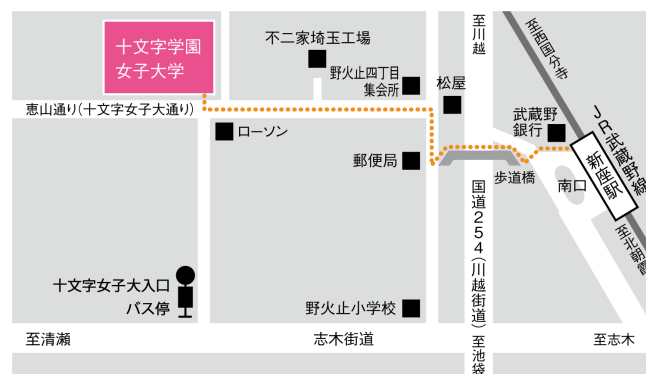 十文字学園
女子大学
不二家埼玉工場
野火止四丁目
集会所
至川越
至西国分寺
松屋
武蔵野
銀行
JR武蔵野線
新座駅
恵山通り(十文字女子大通り)
ローソン
郵便局
歩道橋
南口
国道254(川越街道)
至北朝霞
十文字女子大入口
バス停
野火止小学校
至清瀬
志木街道
至池袋
至志木